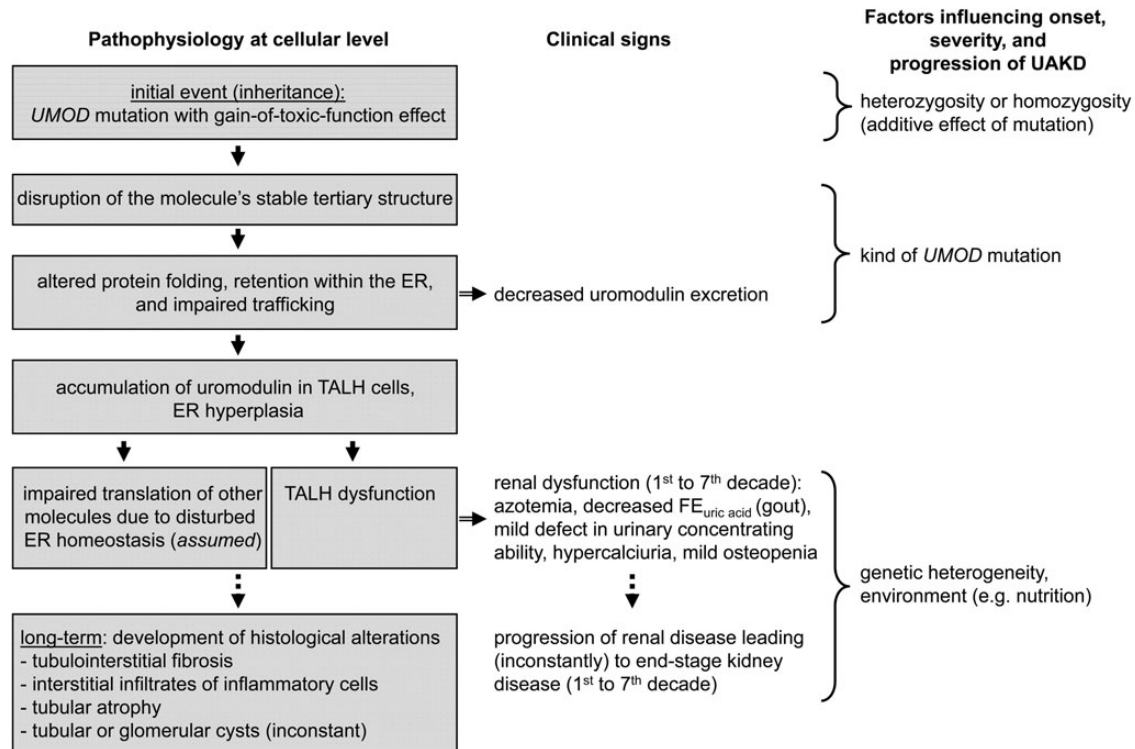 Pathophysiology at cellular level
initial event (inheritance):
UMOD mutation with gain-of-toxic-function effect
disruption of the molecule's stable tertiary structure
altered protein folding, retention within the ER,
and impaired trafficking
accumulation of uromodulin in TALH cells,
ER hyperplasia
impaired translation of other
molecules due to disturbed
ER homeostasis (assumed)
TALH dysfunction
long-term: development of histological alterations
- tubulointerstitial fibrosis
- interstitial infiltrates of inflammatory cells
- tubular atrophy
- tubular or glomerular cysts (inconstant)
Clinical signs
decreased uromodulin excretion
renal dysfunction (1st to 7th decade):
azotemia, decreased FEuric acid (gout),
mild defect in urinary concentrating
ability, hypercalciuria, mild osteopenia
progression of renal disease leading
(inconstantly) to end-stage kidney
disease (1st to 7th decade)
Factors influencing onset,
severity, and
progression of UAKD
heterozygosity or homozygosity
(additive effect of mutation)
kind of UMOD mutation
genetic heterogeneity,
environment (e.g. nutrition)